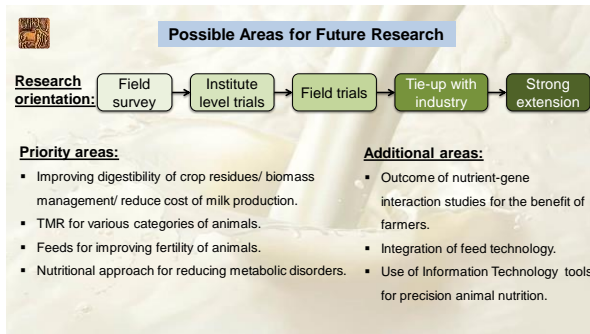 Possible Areas for Future Research
Research
orientation:
Field
survey
Institute
level trials
Field trials
Tie-up with
industry
Strong
extension
Priority areas:
▪ Improving digestibility of crop residues/ biomass
management/ reduce cost of milk production.
▪ TMR for various categories of animals.
▪ Feeds for improving fertility of animals.
▪ Nutritional approach for reducing metabolic disorders.
Additional areas:
▪ Outcome of nutrient-gene
interaction studies for the benefit of
farmers.
▪ Integration of feed technology.
▪ Use of Information Technology tools
for precision animal nutrition.